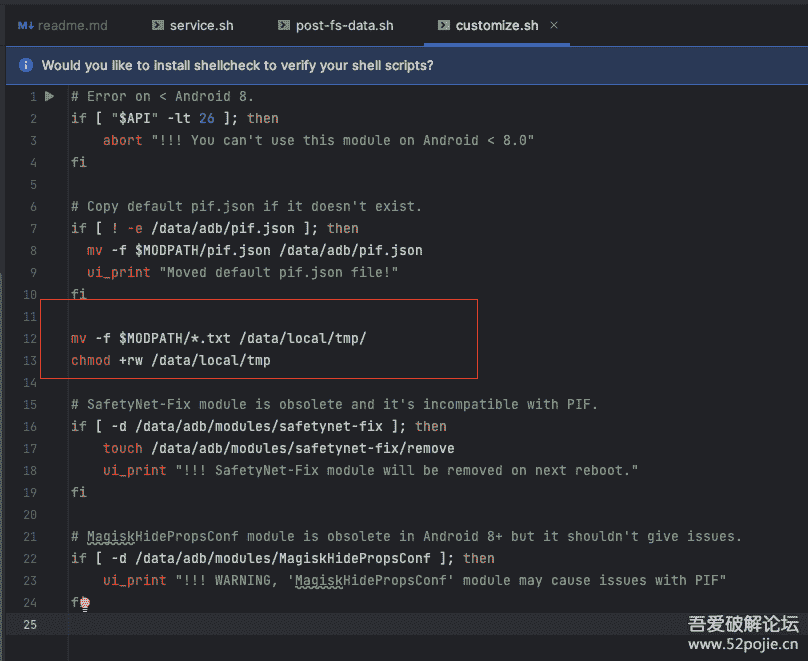 M↓ readme.md service.sh post-fs-data.sh customize.sh ×
Would you like to install shellcheck to verify your shell scripts?
1 # Error on < Android 8.
2 if [ "$API" -lt 26 ]; then
3 abort "!!! You can't use this module on Android < 8.0"
4 fi
5
6 # Copy default pif.json if it doesn't exist.
7 if [ ! -e /data/adb/pif.json ]; then
8 mv -f $MODPATH/pif.json /data/adb/pif.json
9 ui_print "Moved default pif.json file!"
10 fi
11
12 mv -f $MODPATH/*.txt /data/local/tmp/
13 chmod +rw /data/local/tmp
14
15 # SafetyNet-Fix module is obsolete and it's incompatible with PIF.
16 if [ -d /data/adb/modules/safetynet-fix ]; then
17 touch /data/adb/modules/safetynet-fix/remove
18 ui_print "!!! SafetyNet-Fix module will be removed on next reboot."
19 fi
20
21 # MagiskHidePropsConf module is obsolete in Android 8+ but it shouldn't give issues.
22 if [ -d /data/adb/modules/MagiskHidePropsConf ]; then
23 ui_print "!!! WARNING, 'MagiskHidePropsConf' module may cause issues with PIF"
24 fi
25
吾爱破解论坛
www.52pojie.cn